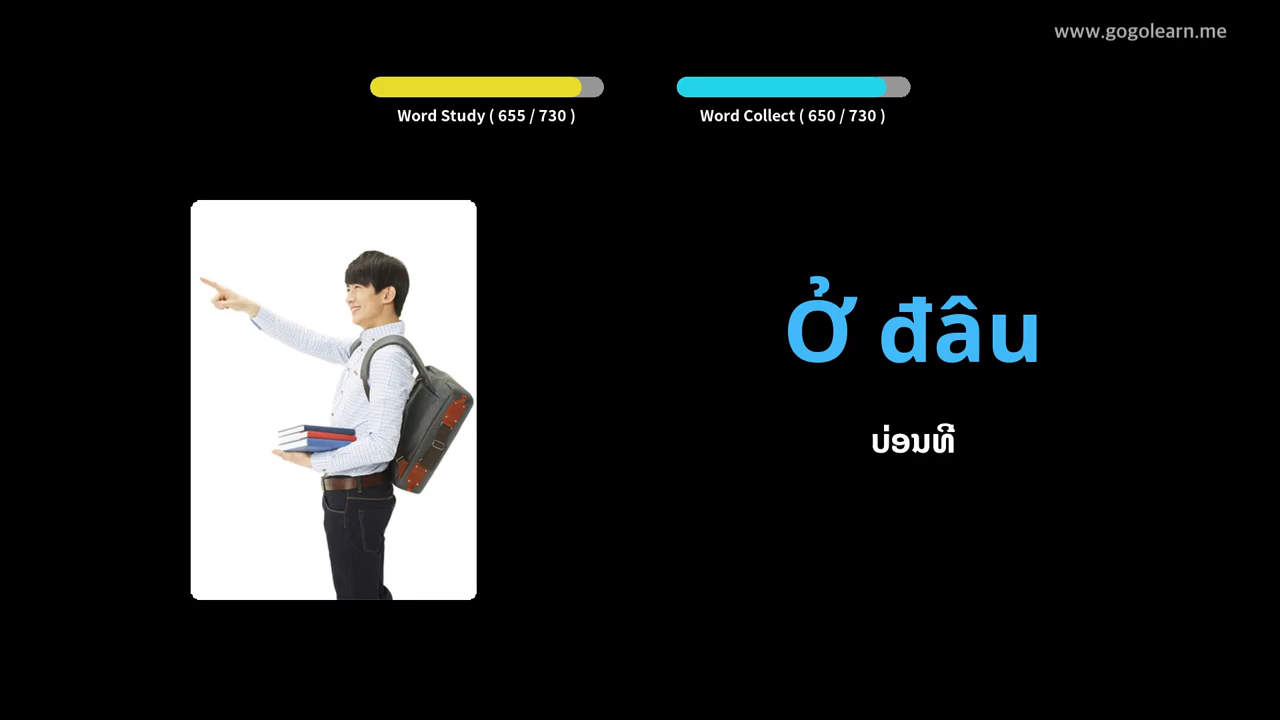 www.gogolearn.me
Word Study ( 655 / 730 )
Word Collect ( 650 / 730 )
Ở đâu
ບ່ອນທີ